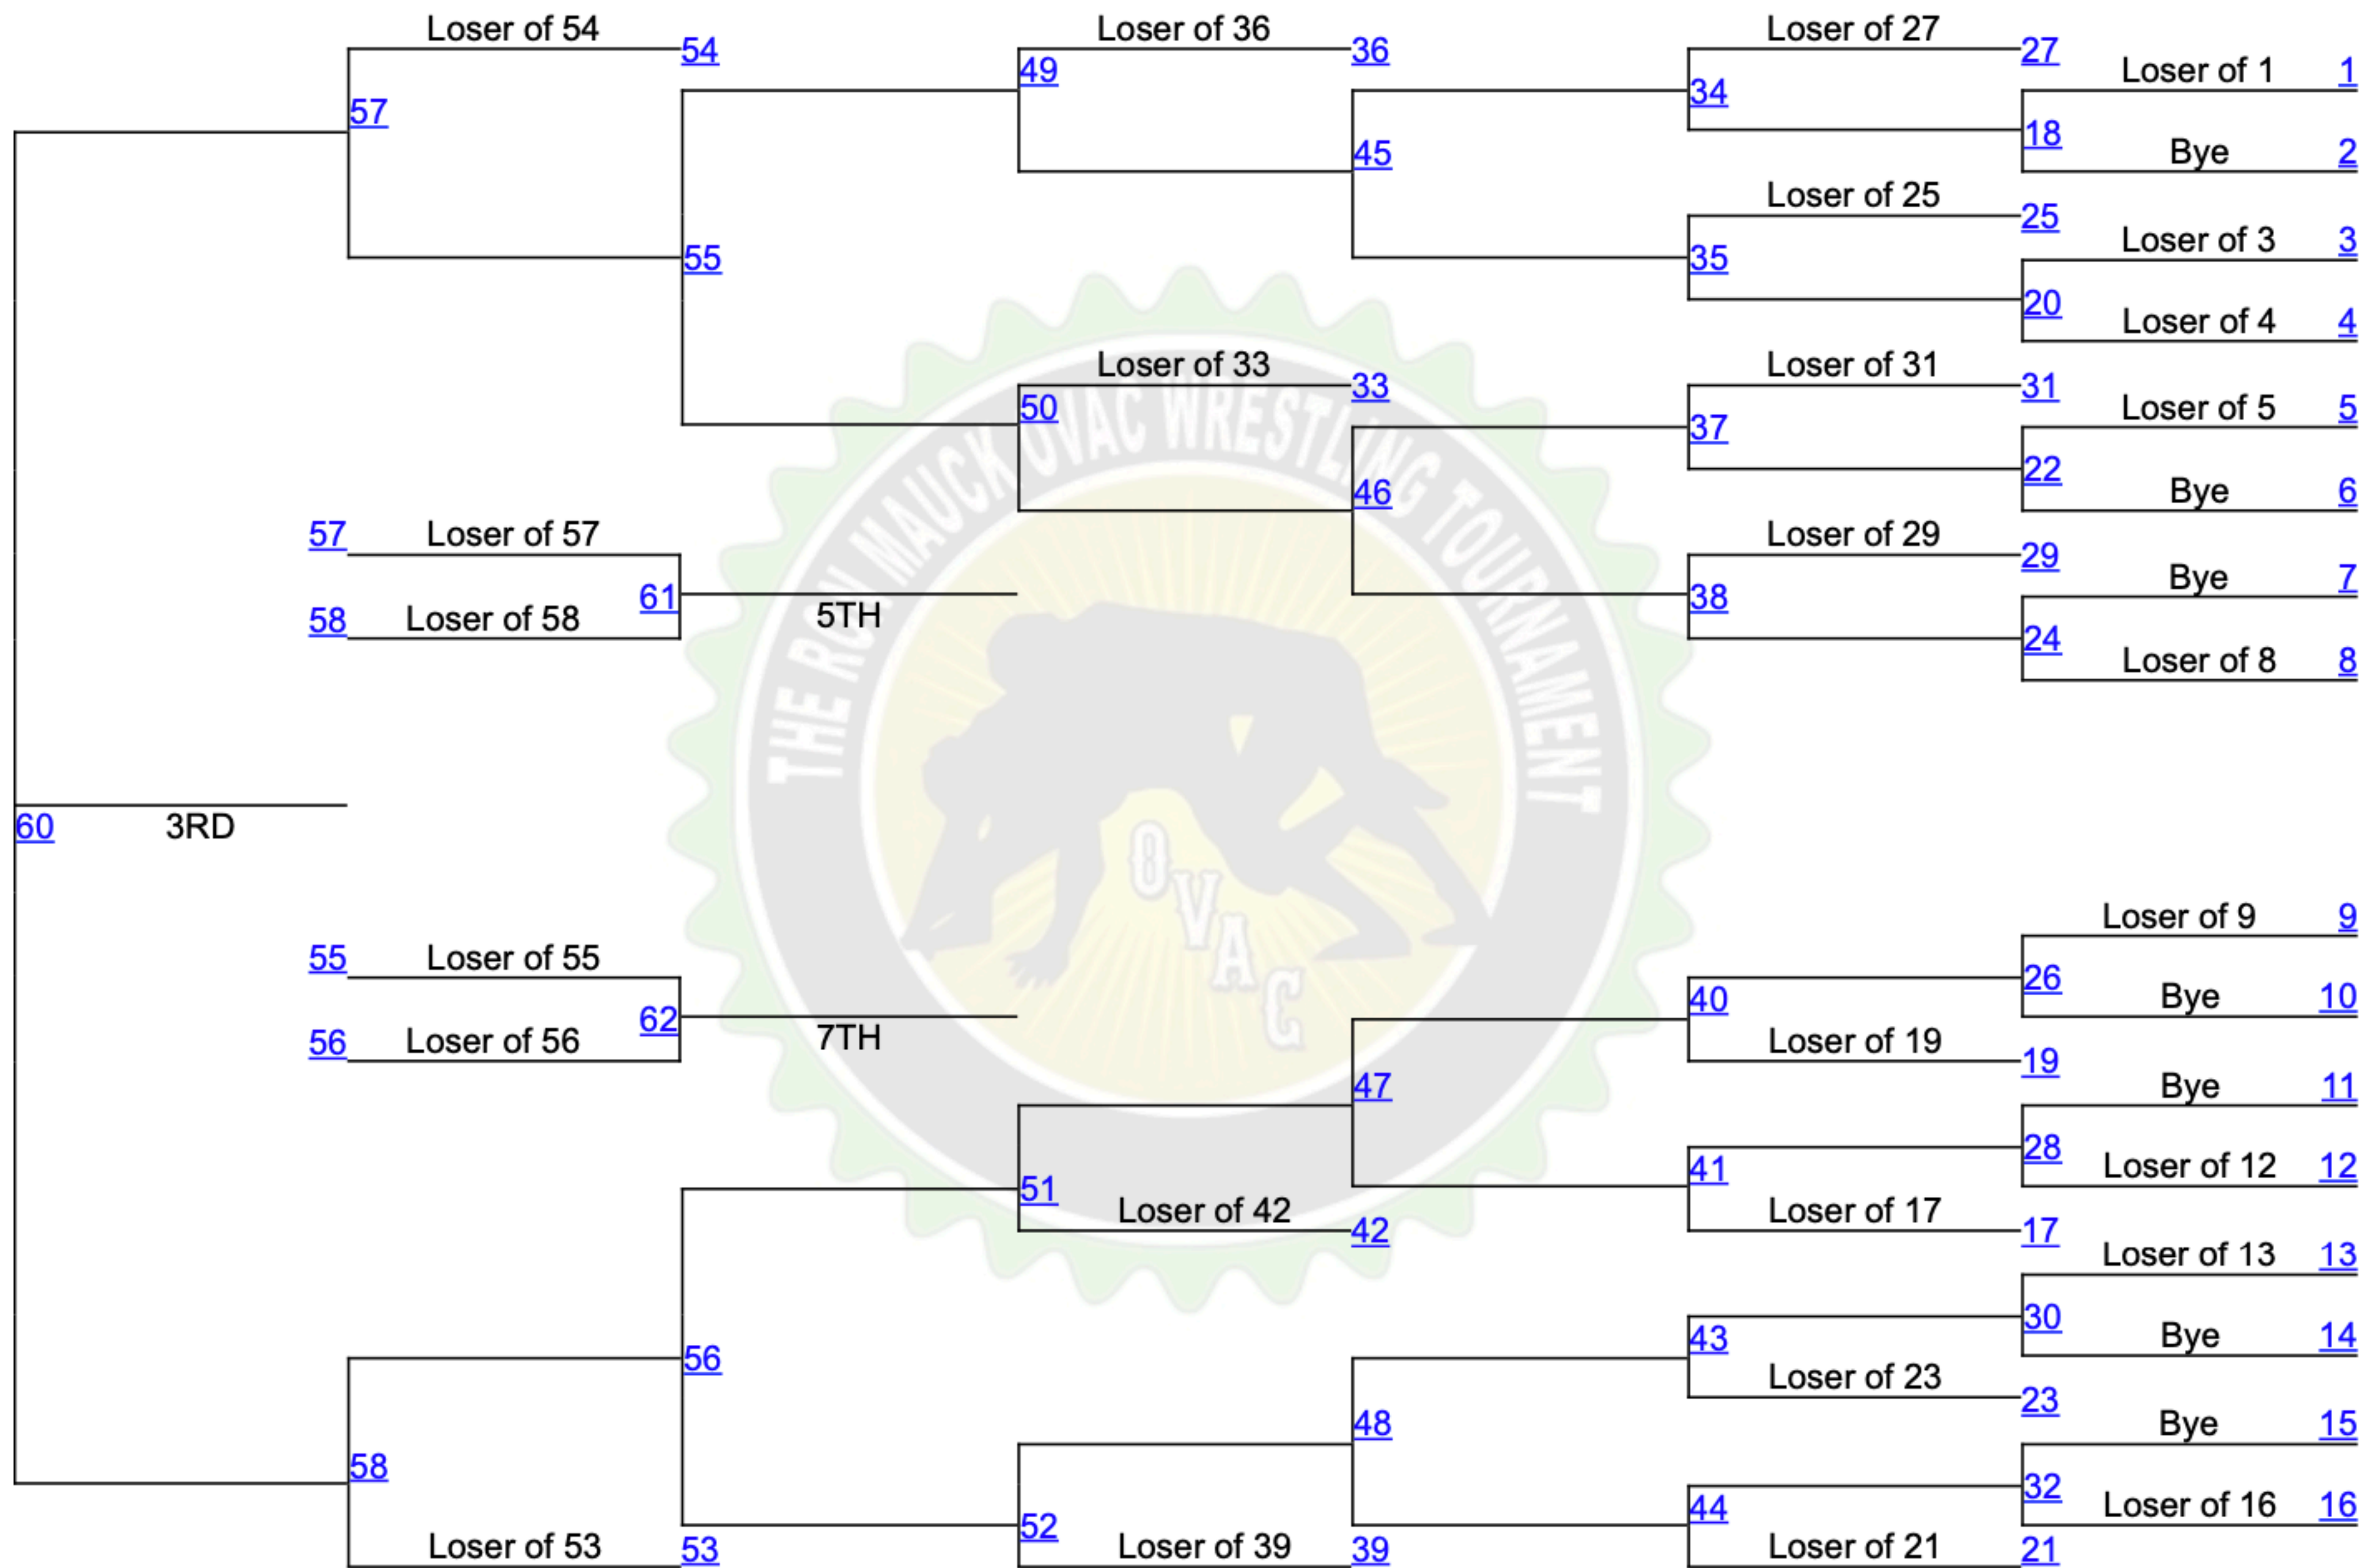 Loser of 54 54 Loser of 36 36 Loser of 27 27
49 Loser of 1 1
57 34
18
45 Bye 2
Loser of 25 25
Loser of 3 3
55 35
20
Loser of 4 4
Loser of 33 33 Loser of 31 31
50 Loser of 5 5
37
22
46 Bye 6
57 Loser of 57 Loser of 29 29
Bye 7
61 38
58 Loser of 58 5TH
24
Loser of 8 8
THE RON MAUCK OVAC WRESTLING TOURNAMENT
60 3RD
OVAC
Loser of 9 9
55 Loser of 55
26
40 Bye 10
62
56 Loser of 56 7TH Loser of 19 19
47 Bye 11
28
41 Loser of 12 12
51
Loser of 42 42 Loser of 17 17
Loser of 13 13
30
43 Bye 14
56
Loser of 23 23
48 Bye 15
58
32
44 Loser of 16 16
52
Loser of 53 53 Loser of 39 39 Loser of 21 21